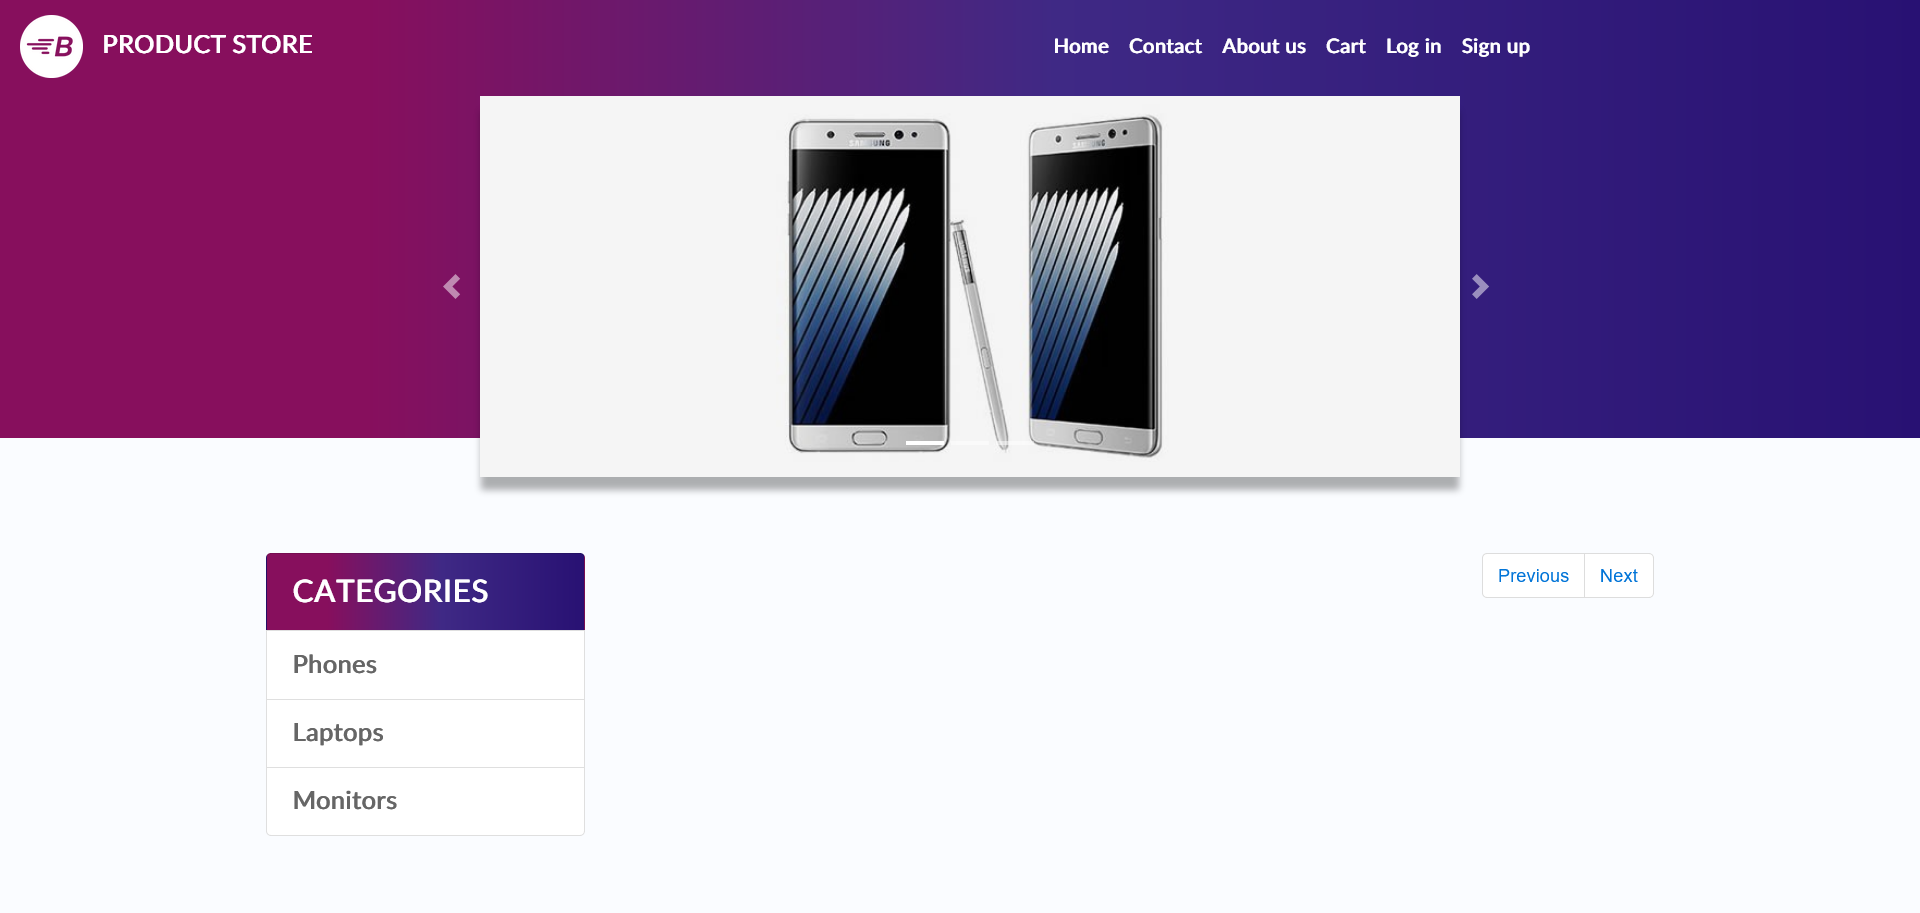 B PRODUCT STORE
Home Contact About us Cart Log in Sign up
SAMSUNG SAMSUNG
SAMSUNG
CATEGORIES
Phones
Laptops
Monitors
Previous Next